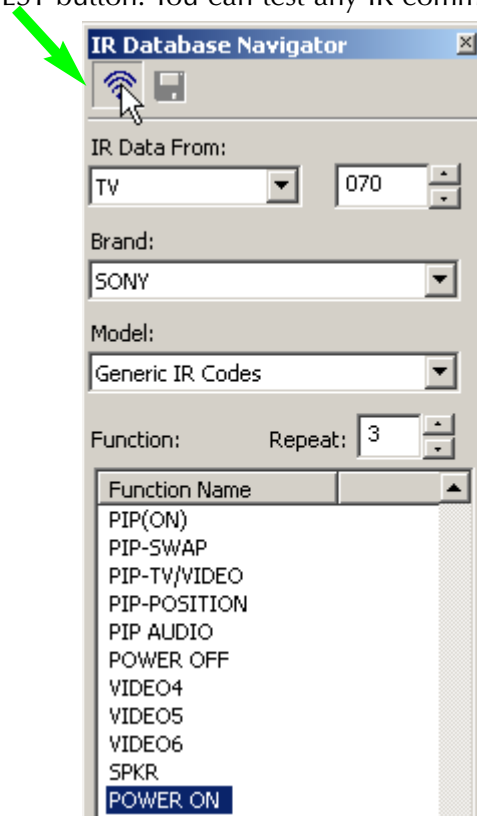 EST button. You can test any IR comm
IR Database Navigator
IR Data From:
TV 070
Brand:
SONY
Model:
Generic IR Codes
Function: Repeat: 3
Function Name
PIP(ON)
PIP-SWAP
PIP-TV/VIDEO
PIP-POSITION
PIP AUDIO
POWER OFF
VIDEO4
VIDEO5
VIDEO6
SPKR
POWER ON